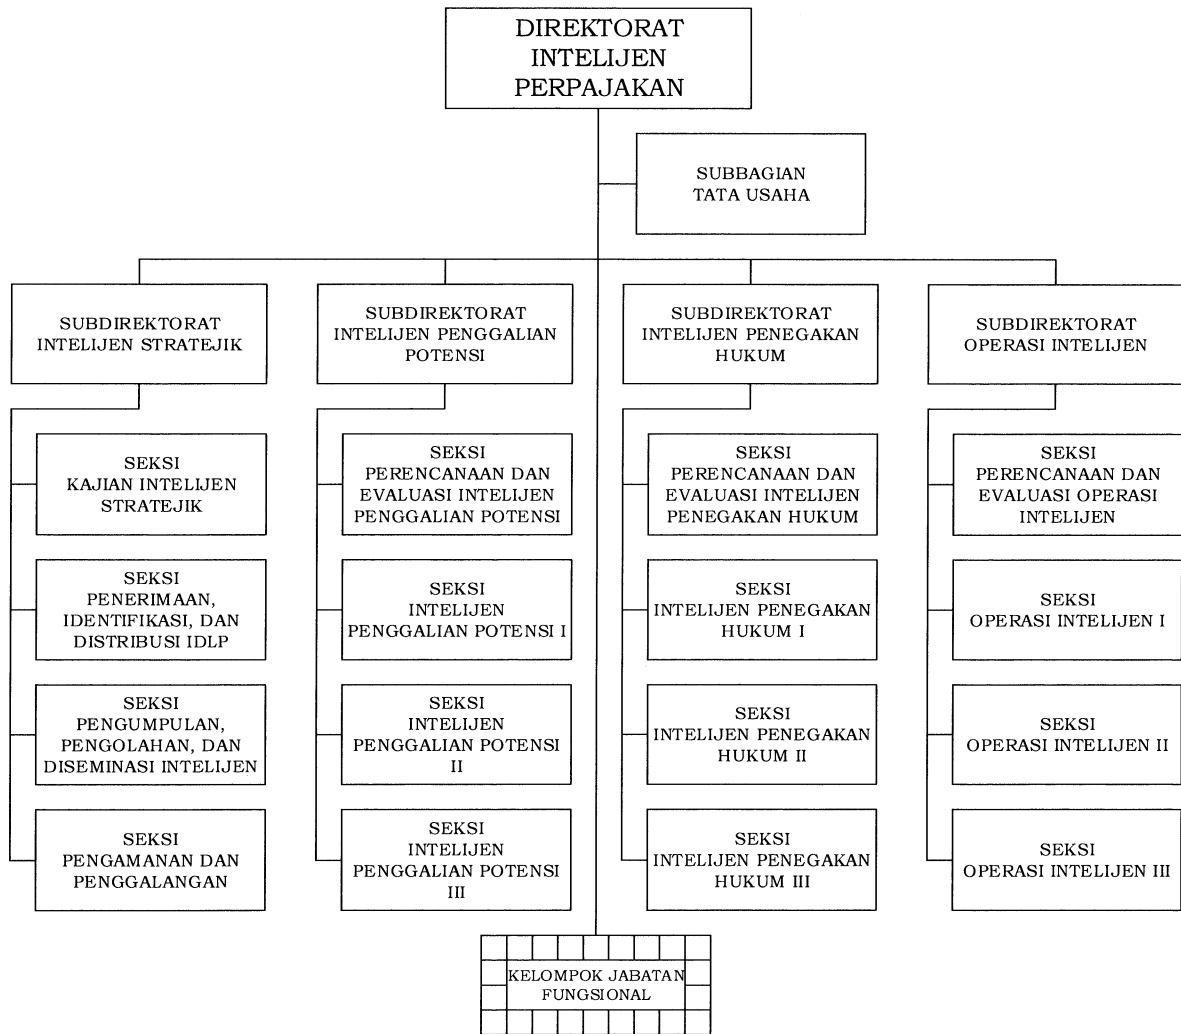 DIREKTORAT
INTELIJEN
PERPAJAKAN
SUBBAGIAN
TATA USAHA
SUBDIREKTORAT
INTELIJEN STRATEJIK
SUBDIREKTORAT
INTELIJEN PENGGALIAN
POTENSI
SUBDIREKTORAT
INTELIJEN PENEGAKAN
HUKUM
SUBDIREKTORAT
OPERASI INTELIJEN
SEKSI
KAJIAN INTELIJEN
STRATEJIK
SEKSI
PERENCANAAN DAN
EVALUASI INTELIJEN
PENGGALIAN POTENSI
SEKSI
PERENCANAAN DAN
EVALUASI INTELIJEN
PENEGAKAN HUKUM
SEKSI
PERENCANAAN DAN
EVALUASI OPERASI
INTELIJEN
SEKSI
PENERIMAAN,
IDENTIFIKASI, DAN
DISTRIBUSI IDLP
SEKSI
INTELIJEN
PENGGALIAN POTENSI I
SEKSI
INTELIJEN PENEGAKAN
HUKUM I
SEKSI
OPERASI INTELIJEN I
SEKSI
PENGUMPULAN,
PENGOLAHAN, DAN
DISEMINASI INTELIJEN
SEKSI
INTELIJEN
PENGGALIAN POTENSI
II
SEKSI
INTELIJEN PENEGAKAN
HUKUM II
SEKSI
OPERASI INTELIJEN II
SEKSI
PENGAMANAN DAN
PENGGALANGAN
SEKSI
INTELIJEN
PENGGALIAN POTENSI
III
SEKSI
INTELIJEN PENEGAKAN
HUKUM III
SEKSI
OPERASI INTELIJEN III
KELOMPOK JABATAN
FUNGSIONAL